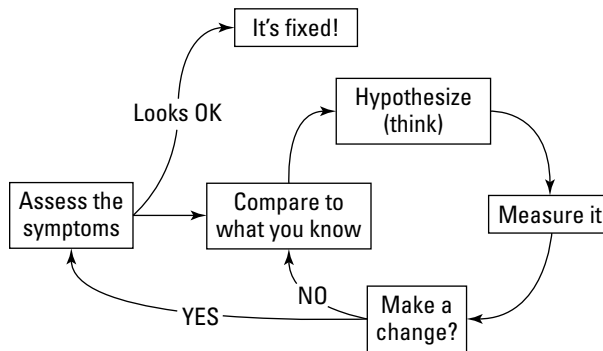 It's fixed!
Looks OK
Hypothesize
(think)
Assess the
symptoms
Compare to
what you know
Measure it
NO
YES
Make a
change?